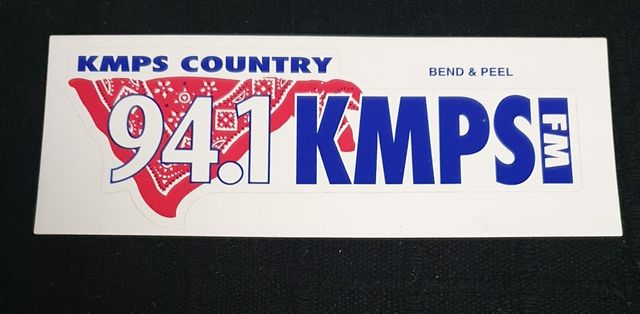 KMPS COUNTRY
BEND & PEEL
94.1 KMPS FM